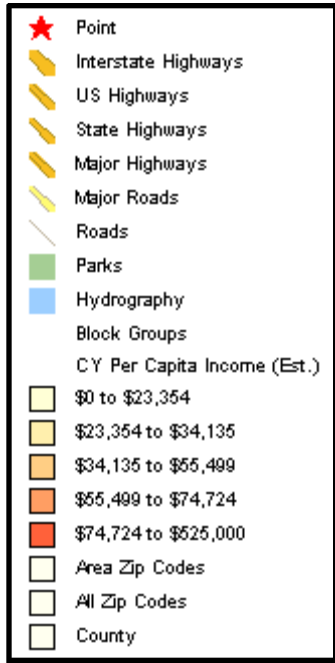 Point
Interstate Highways
US Highways
State Highways
Major Highways
Major Roads
Roads
Parks
Hydrography
Block Groups
CY Per Capita Income (Est.)
$0 to $23,354
$23,354 to $34,135
$34,135 to $55,499
$55,499 to $74,724
$74,724 to $525,000
Area Zip Codes
All Zip Codes
County